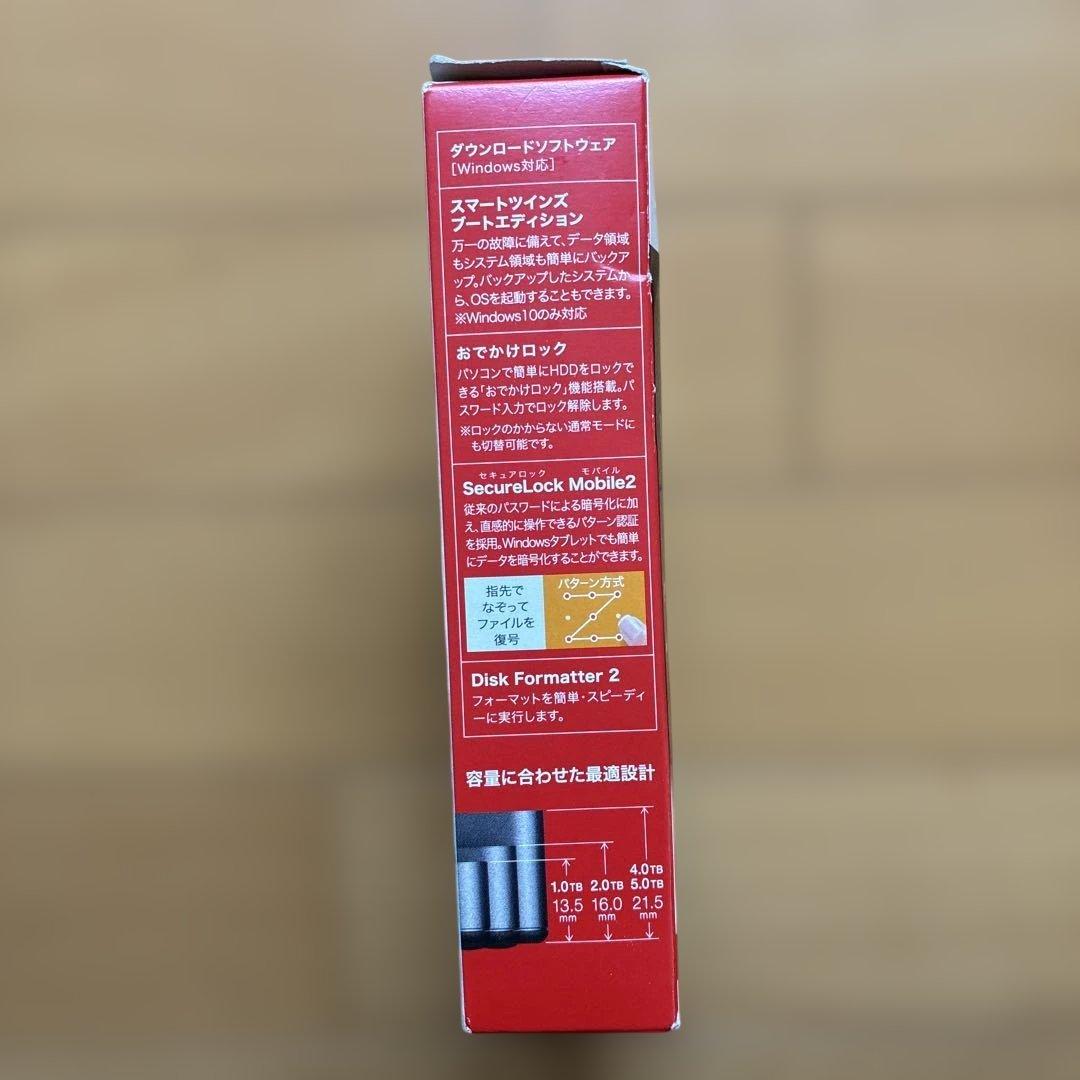 ダウンロードソフトウェア
[Windows対応]
スマートツインズ
ブートエディション
万一の故障に備えて、データ領域
もシステム領域も簡単にバックア
ップ。バックアップしたシステムか
ら、OSを起動することもできます。
※Windows10のみ対応
おでかけロック
パソコンで簡単にHDDをロックで
きる「おでかけロック」機能搭載。パ
スワード入力でロック解除します。
※ロックのかからない通常モードに
も切替可能です。
セキュアロック モバイル
SecureLock Mobile2
従来のパスワードによる暗号化に加
え、直感的に操作できるパターン認証
を採用。Windowsタブレットでも簡単
にデータを暗号化することができます。
指先で
なぞって
ファイルを
復号
パターン方式
Disk Formatter 2
フォーマットを簡単・スピーディ
ーに実行します。
容量に合わせた最適設計
4.0TB
1.0TB 2.0TB 5.0TB
13.5 16.0 21.5
mm mm mm